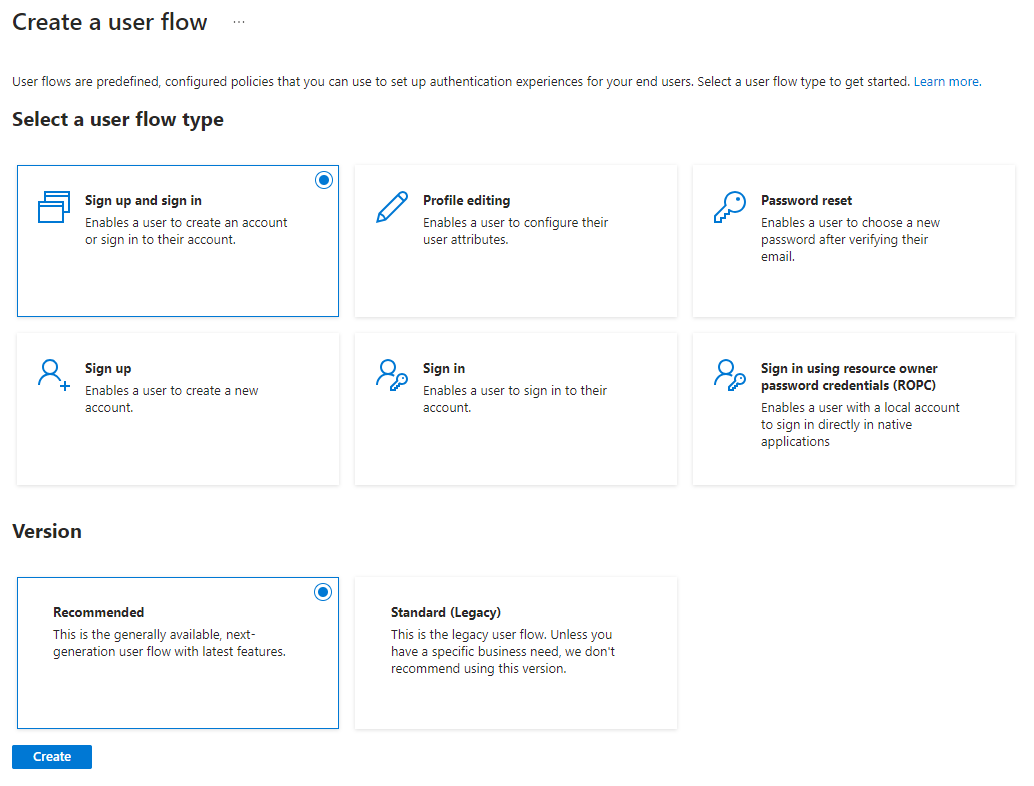 Create a user flow ...
User flows are predefined, configured policies that you can use to set up authentication experiences for your end users. Select a user flow type to get started. Learn more.
Select a user flow type
Sign up and sign in
Enables a user to create an account
or sign in to their account.
Profile editing
Enables a user to configure their
user attributes.
Password reset
Enables a user to choose a new
password after verifying their
email.
Sign up
Enables a user to create a new
account.
Sign in
Enables a user to sign in to their
account.
Sign in using resource owner
password credentials (ROPC)
Enables a user with a local account
to sign in directly in native
applications
Version
Recommended
This is the generally available, next-
generation user flow with latest features.
Standard (Legacy)
This is the legacy user flow. Unless you
have a specific business need, we don't
recommend using this version.
Create